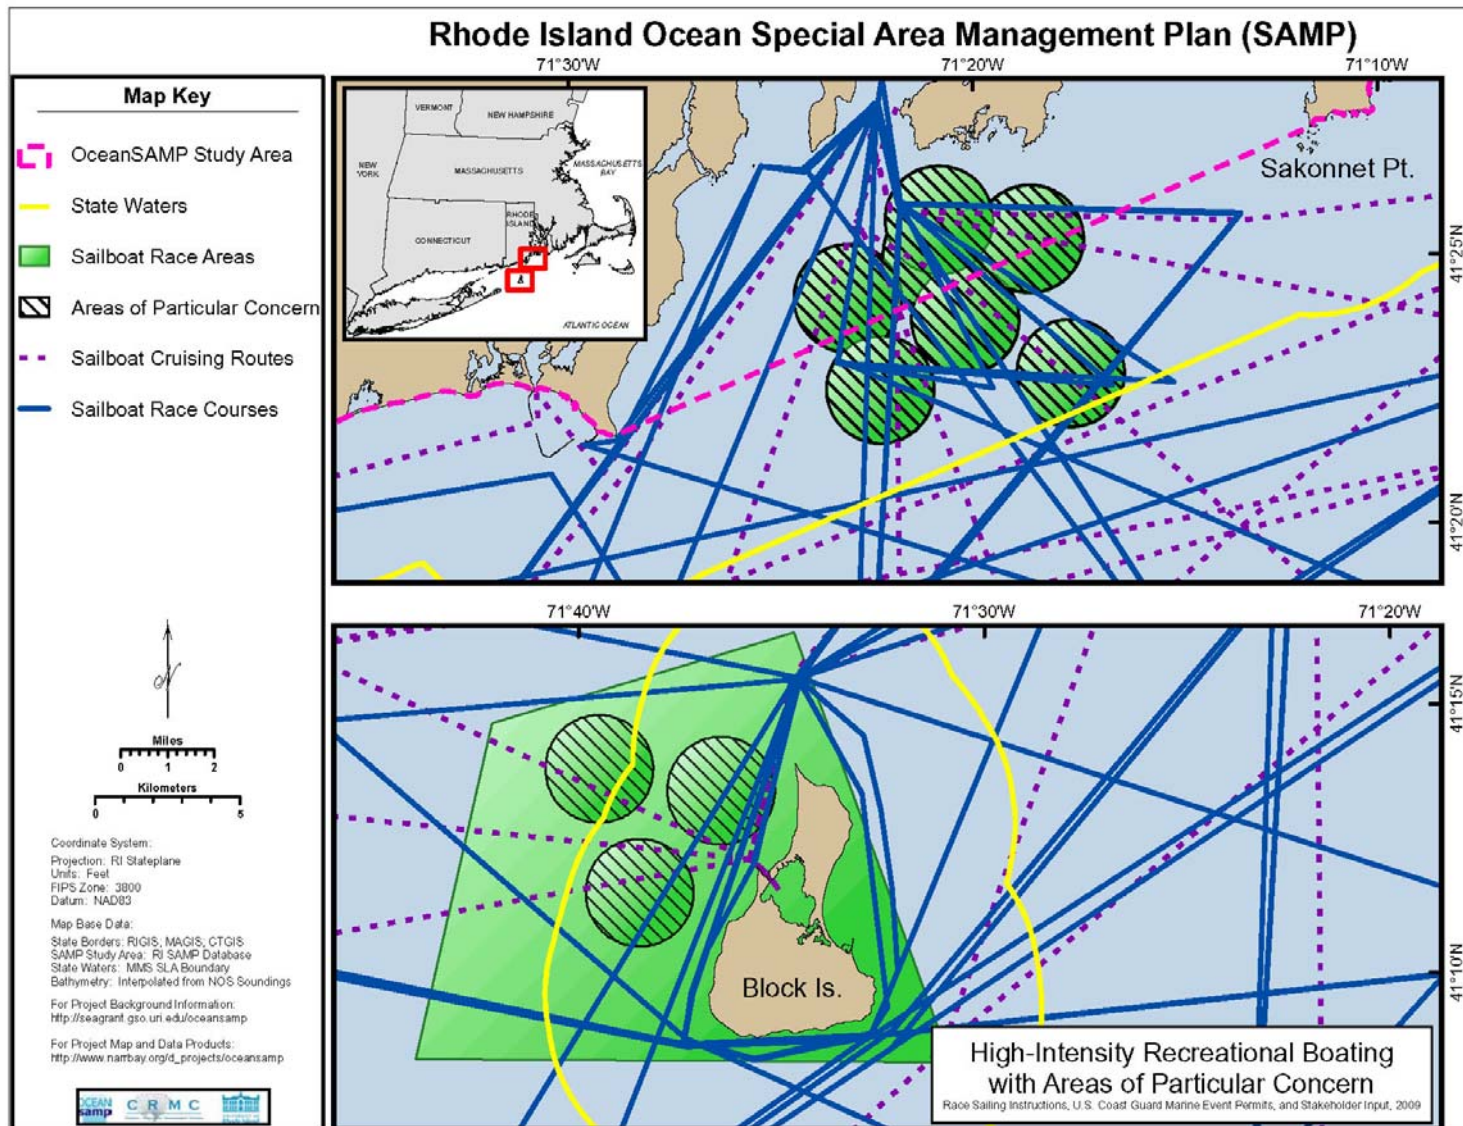 Rhode Island Ocean Special Area Management Plan (SAMP)
Map Key
OceanSAMP Study Area
State Waters
Sailboat Race Areas
Areas of Particular Concern
Sailboat Cruising Routes
Sailboat Race Courses
Miles
0 1 2
Kilometers
0 5
Coordinate System:
Projection: RI Stateplane
Units: Feet
FIPS Zone: 3800
Datum: NAD83
Map Base Data:
State Borders: RIGIS; MAGIS; CTGIS
SAMP Study Area: RI SAMP Database
State Waters: MMS SLA Boundary
Bathymetry: Interpolated from NOS Soundings
For Project Background Information:
http://seagrant.gso.uri.edu/oceansamp
For Project Map and Data Products:
http://www.narrbay.org/d_projects/oceansamp
OCEAN
samp
CRMC
71°30'W 71°20'W 71°10'W
VERMONT
NEW HAMPSHIRE
NEW
YORK
MASSACHUSETTS
MASSACHUSETTS
BAY
RHODE
ISLAND
CONNECTICUT
ATLANTIC OCEAN
Sakonnet Pt.
41°25'N
41°20'N
71°40'W 71°30'W 71°20'W
41°15'N
41°10'N
Block Is.
High-Intensity Recreational Boating
with Areas of Particular Concern
Race Sailing Instructions, U.S. Coast Guard Marine Event Permits, and Stakeholder Input, 2009